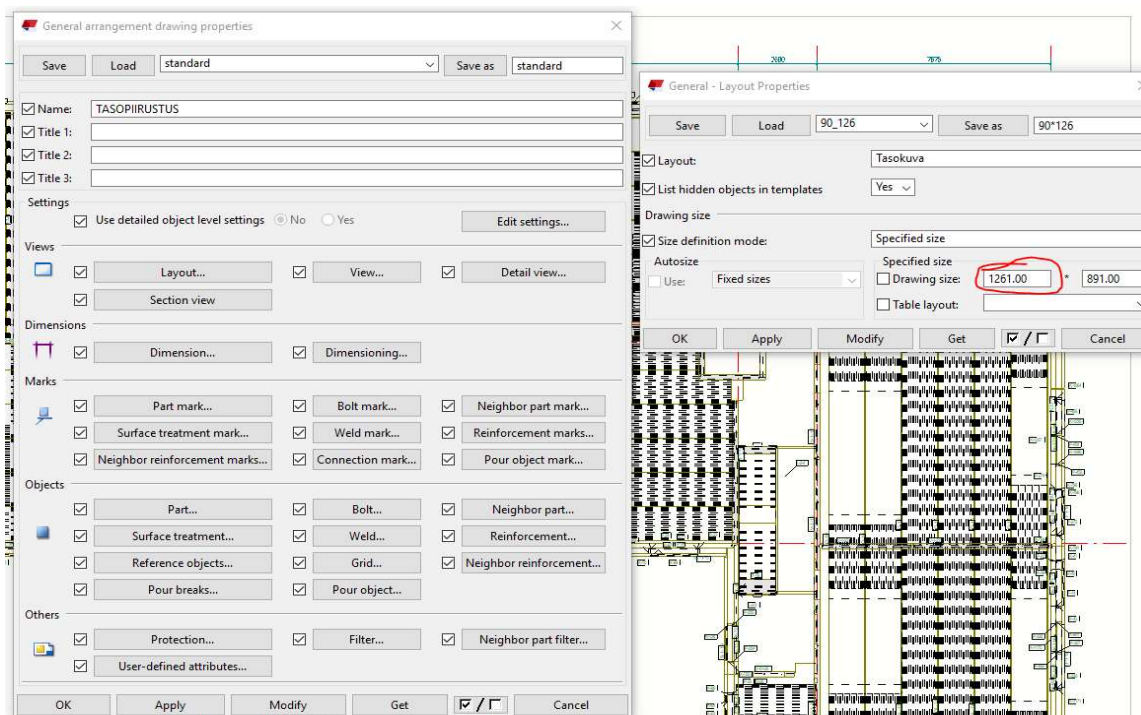 General arrangement drawing properties
Save Load standard Save as standard
Name: TASOPIIRUSTUS
Title 1:
Title 2:
Title 3:
Settings
Use detailed object level settings No Yes Edit settings...
Views
Layout... View... Detail view...
Section view
Dimensions
Dimension... Dimensioning...
Marks
Part mark... Bolt mark... Neighbor part mark...
Surface treatment mark... Weld mark... Reinforcement marks...
Neighbor reinforcement marks... Connection mark... Pour object mark...
Objects
Part... Bolt... Neighbor part...
Surface treatment... Weld... Reinforcement...
Reference objects... Grid... Neighbor reinforcement...
Pour breaks... Pour object...
Others
Protection... Filter... Neighbor part filter...
User-defined attributes...
OK Apply Modify Get / Cancel
2600 7075
General - Layout Properties
Save Load 90_126 Save as 90*126
Layout: Tasokuva
List hidden objects in templates Yes
Drawing size
Size definition mode: Specified size
Autosize
Use: Fixed sizes
Specified size
Drawing size: 1261.00 * 891.00
Table layout:
OK Apply Modify Get / Cancel